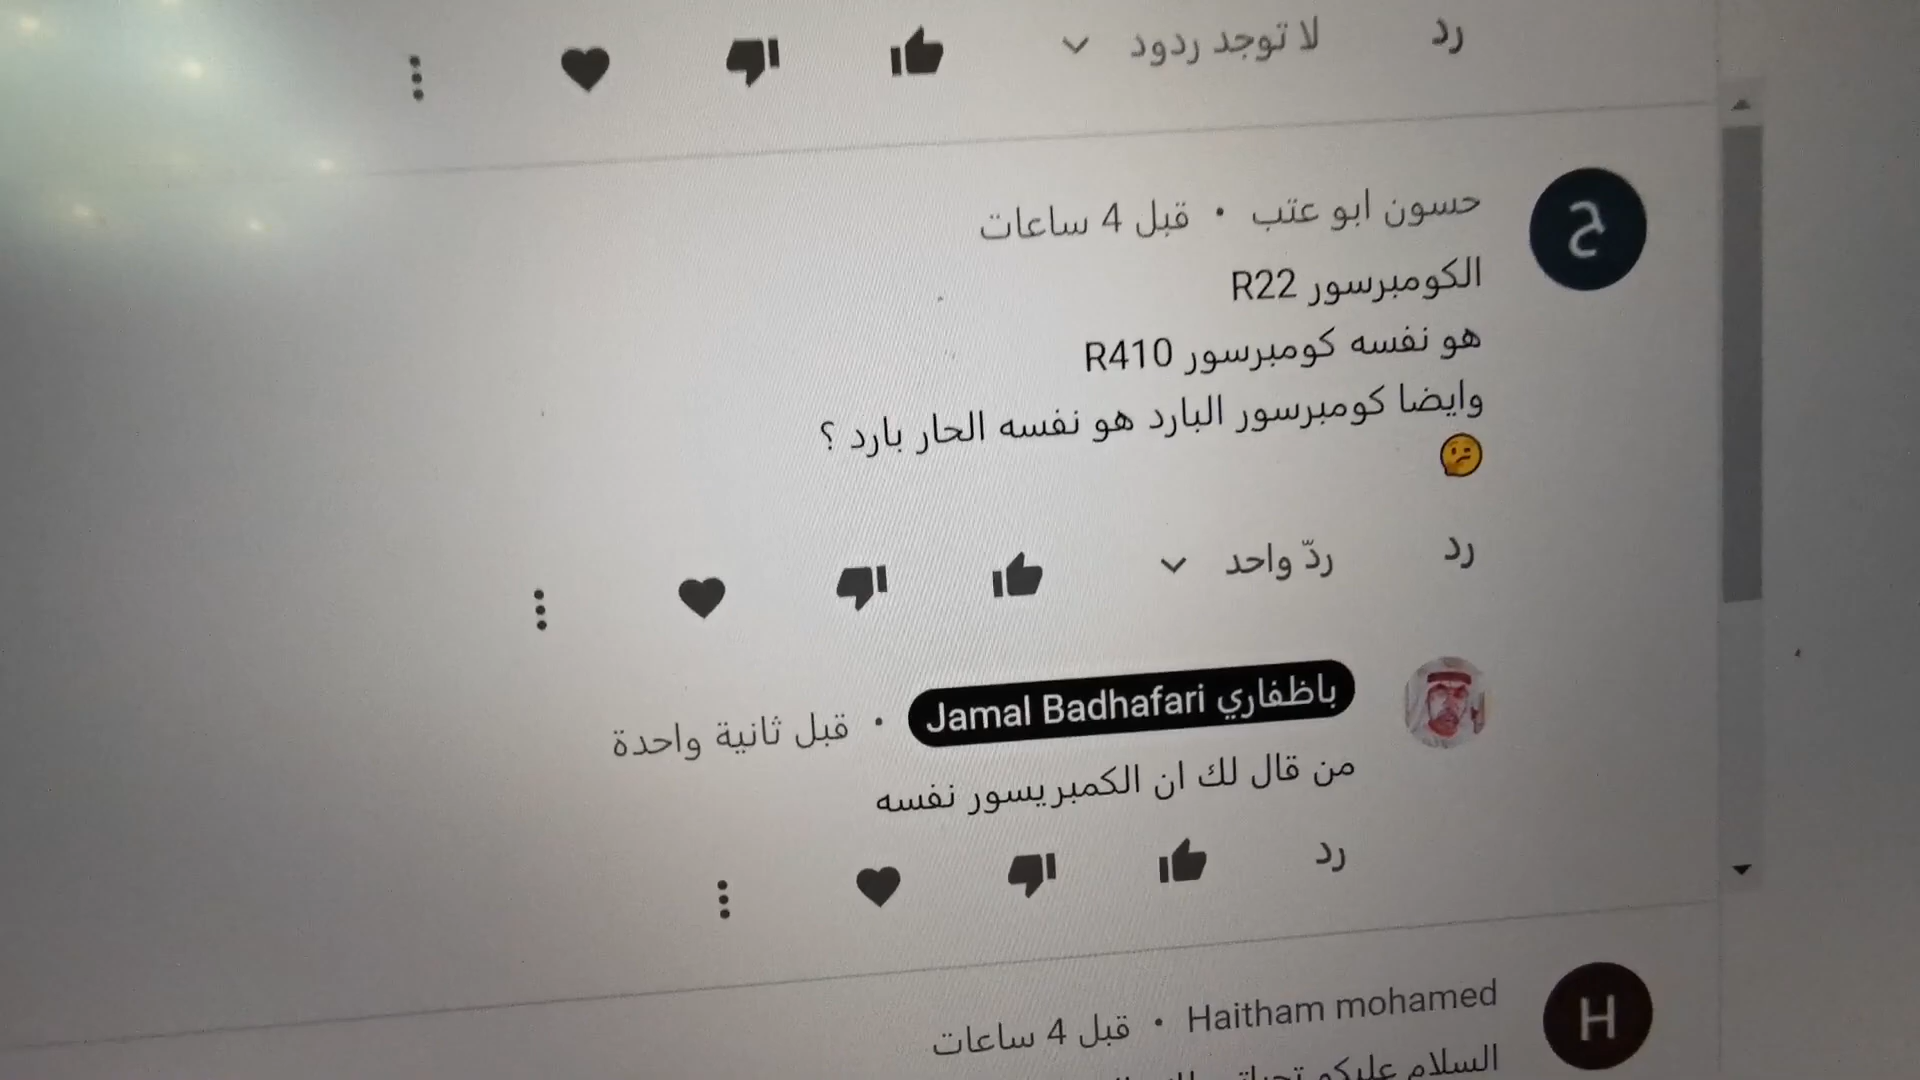 رد لا توجد ردود
حسون ابو عتب • قبل 4 ساعات
ح
الكومبرسور R22
هو نفسه كومبرسور R410
وايضا كومبرسور البارد هو نفسه الحار بارد ؟
رد ردّ واحد
باظفاري Jamal Badhafari • قبل ثانية واحدة
من قال لك ان الكمبريسور نفسه
رد
Haitham mohamed • قبل 4 ساعات
H
السلام عليكم